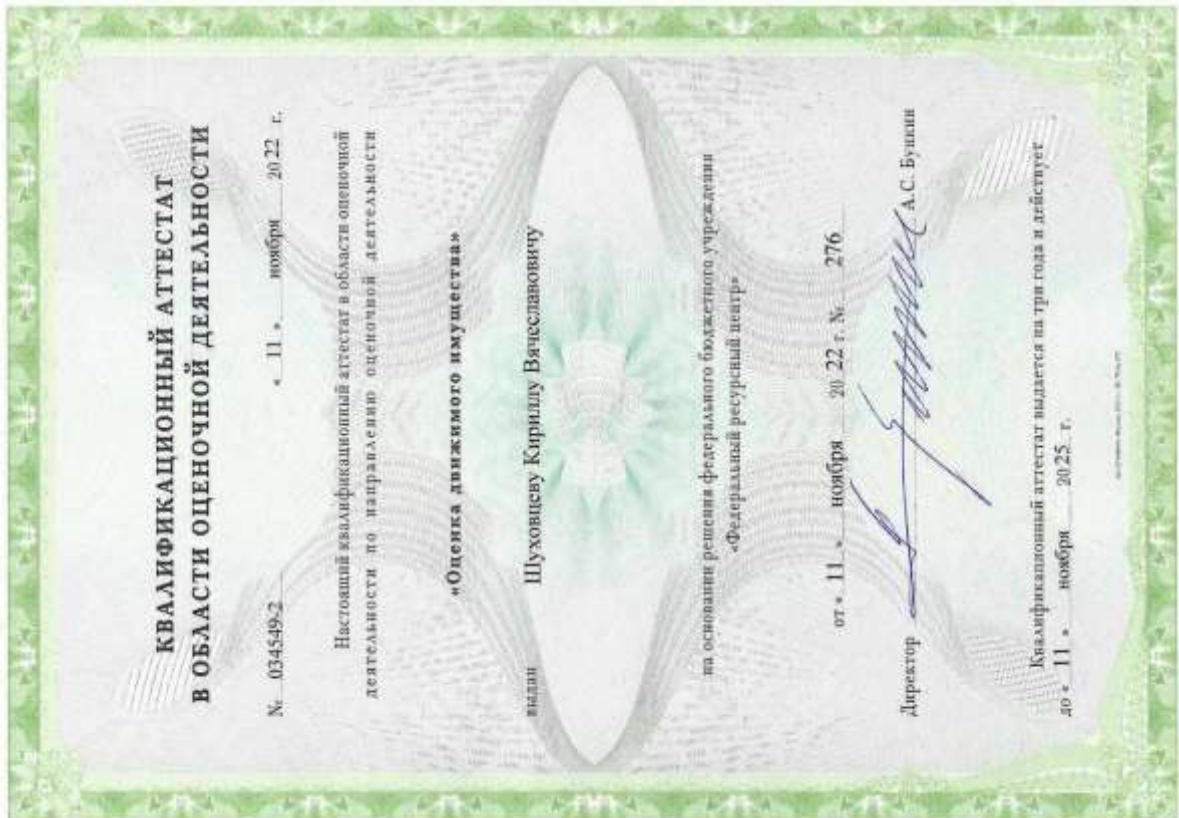 КВАЛИФИКАЦИОННЫЙ АТТЕСТАТ
В ОБЛАСТИ ОЦЕНОЧНОЙ ДЕЯТЕЛЬНОСТИ
№ 034549-2 « 11 » ноября 20 22 г.
Настоящий квалификационный аттестат в области оценочной
деятельности по направлению оценочной деятельности
«Оценка движимого имущества»
выдан Шуховцеву Кириллу Вячеславовичу
на основании решения федерального бюджетного учреждения
«Федеральный ресурсный центр»
от « 11 » ноября 20 22 г. № 276
Директор А.С. Бункин
Квалификационный аттестат выдается на три года и действует
до « 11 » ноября 20 25 г.